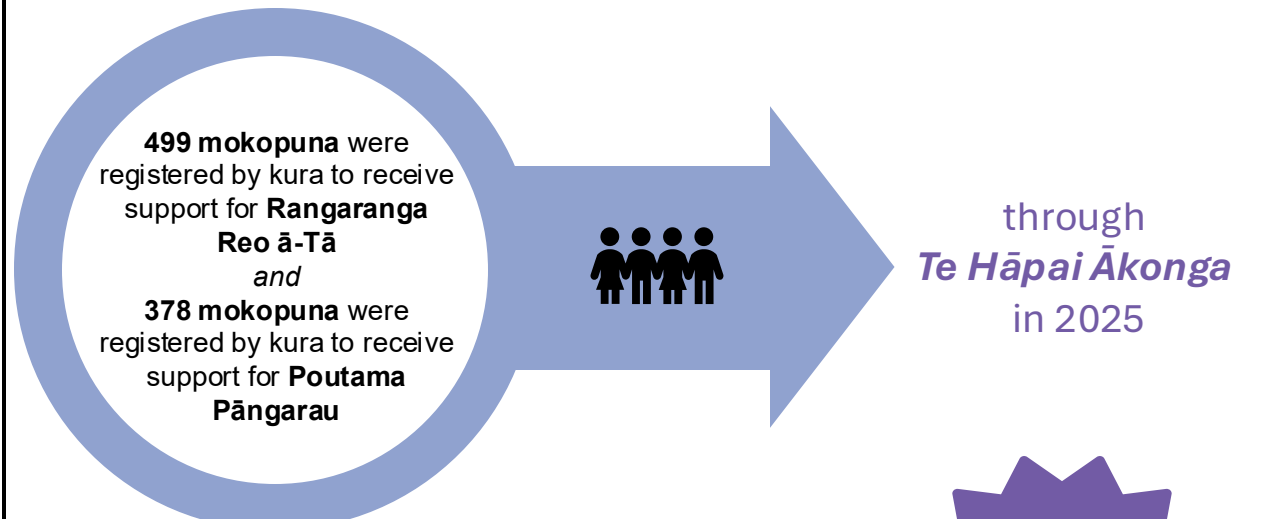 499 mokopuna were
registered by kura to receive
support for Rangaranga
Reo ā-Tā
and
378 mokopuna were
registered by kura to receive
support for Poutama
Pāngarau
through
Te Hāpai Ākonga
in 2025